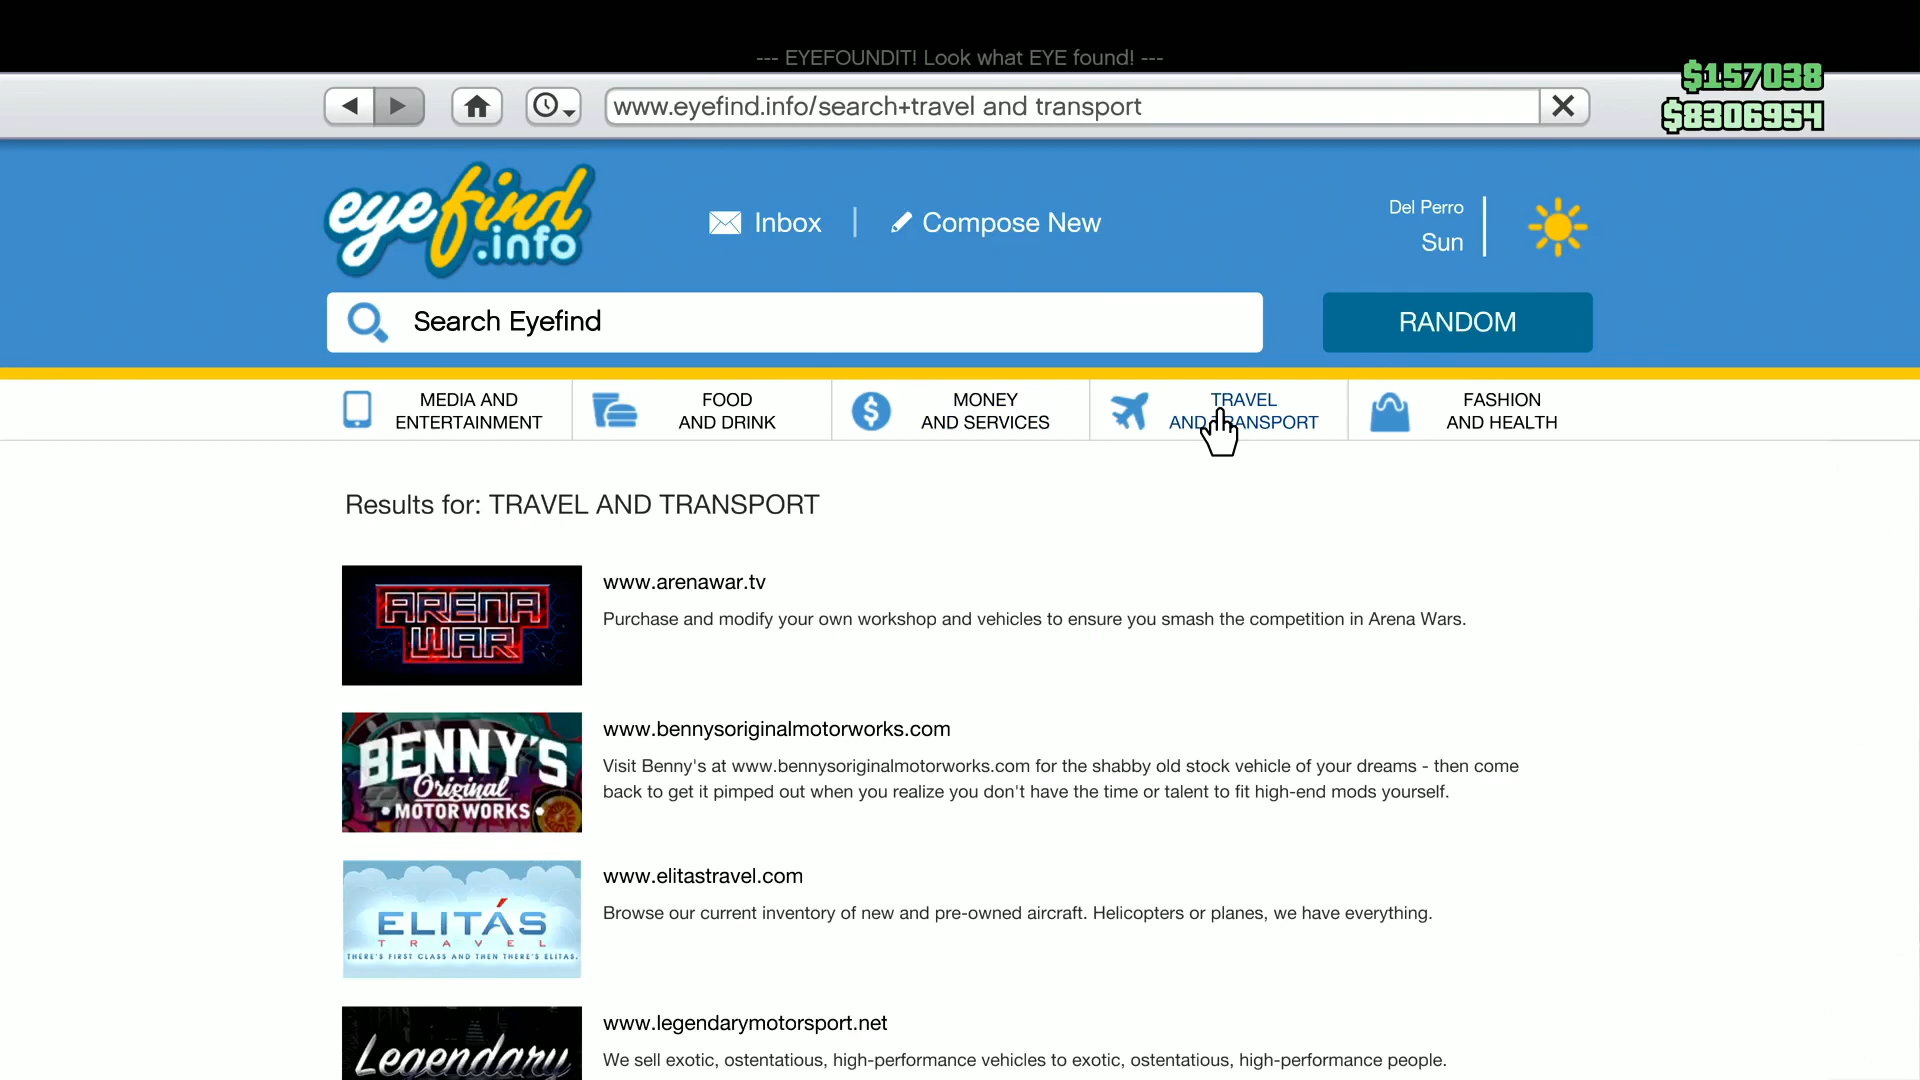 --- EYEFOUNDIT! Look what EYE found! ---
$157038
www.eyefind.info/search+travel and transport
$8306954
eyefind
.info
Inbox
Compose New
Del Perro
Sun
Search Eyefind
RANDOM
MEDIA AND
ENTERTAINMENT
FOOD
AND DRINK
MONEY
AND SERVICES
TRAVEL
AND TRANSPORT
FASHION
AND HEALTH
Results for: TRAVEL AND TRANSPORT
ARENA
WAR
www.arenawar.tv
Purchase and modify your own workshop and vehicles to ensure you smash the competition in Arena Wars.
BENNY'S
Original
MOTOR WORKS
www.bennysoriginalmotorworks.com
Visit Benny's at www.bennysoriginalmotorworks.com for the shabby old stock vehicle of your dreams - then come
back to get it pimped out when you realize you don't have the time or talent to fit high-end mods yourself.
ELITÁS
TRAVEL
THERE'S FIRST CLASS AND THEN THERE'S ELITAS.
www.elitastravel.com
Browse our current inventory of new and pre-owned aircraft. Helicopters or planes, we have everything.
Legendary
www.legendarymotorsport.net
We sell exotic, ostentatious, high-performance vehicles to exotic, ostentatious, high-performance people.